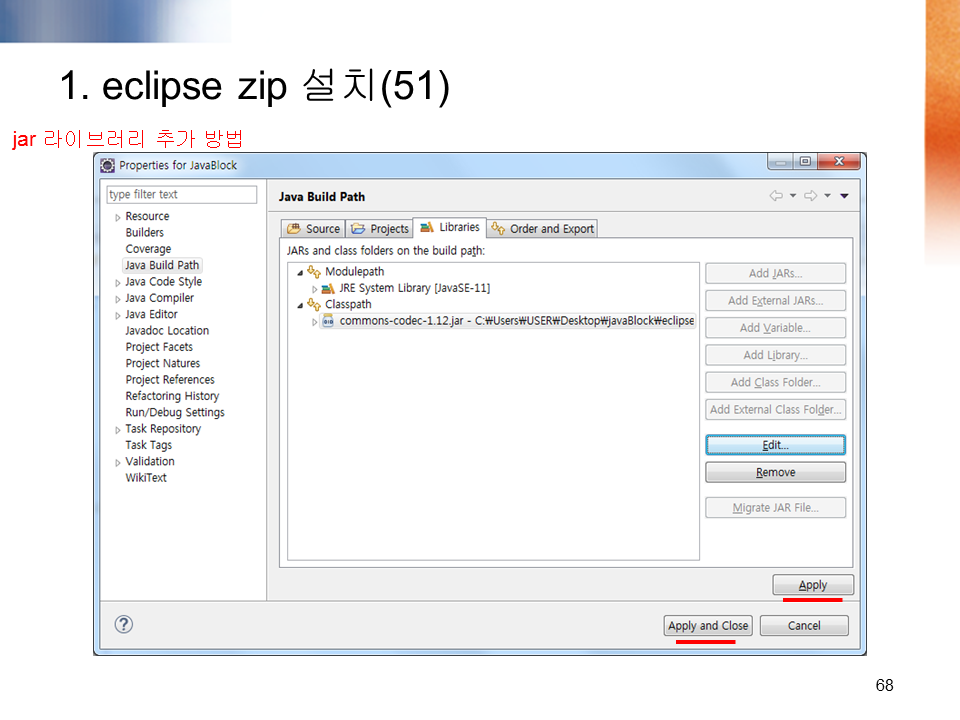 1. eclipse zip 설치(51)
jar 라이브러리 추가 방법
Properties for JavaBlock
type filter text
Resource
Builders
Coverage
Java Build Path
Java Code Style
Java Compiler
Java Editor
Javadoc Location
Project Facets
Project Natures
Project References
Refactoring History
Run/Debug Settings
Task Repository
Task Tags
Validation
WikiText
Java Build Path
Source
Projects
Libraries
Order and Export
JARs and class folders on the build path:
Modulepath
JRE System Library [JavaSE-11]
Classpath
commons-codec-1.12.jar - C:₩Users₩USER₩Desktop₩javaBlock₩eclipse
Add JARs...
Add External JARs...
Add Variable...
Add Library...
Add Class Folder...
Add External Class Folder...
Edit...
Remove
Migrate JAR File...
Apply
?
Apply and Close
Cancel
68